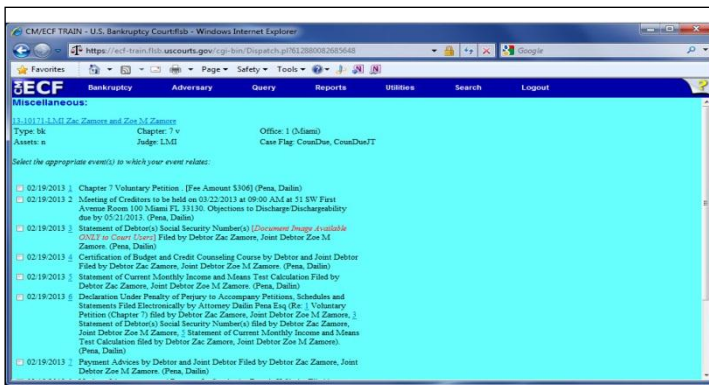 CM/ECF TRAIN - U.S. Bankruptcy Court:flsb - Windows Internet Explorer
https://ecf-train.flsb.uscourts.gov/cgi-bin/Dispatch.pl?612880082685648
Google
Favorites Page Safety Tools
ECF Bankruptcy Adversary Query Reports Utilities Search Logout
Miscellaneous:
13-10171-LMI Zac Zamore and Zoe M Zamore
Type: bk Chapter: 7 v Office: 1 (Miami)
Assets: n Judge: LMI Case Flag: CounDue, CounDueJT
Select the appropriate event(s) to which your event relates:
02/19/2013 1 Chapter 7 Voluntary Petition . [Fee Amount $306] (Pena, Dailin)
02/19/2013 2 Meeting of Creditors to be held on 03/22/2013 at 09:00 AM at 51 SW First
Avenue Room 100 Miami FL 33130. Objections to Discharge/Dischargeability
due by 05/21/2013. (Pena, Dailin)
02/19/2013 3 Statement of Debtor(s) Social Security Number(s) [Document Image Available
ONLY to Court Users] Filed by Debtor Zac Zamore, Joint Debtor Zoe M
Zamore. (Pena, Dailin)
02/19/2013 4 Certification of Budget and Credit Counseling Course by Debtor and Joint Debtor
Filed by Debtor Zac Zamore, Joint Debtor Zoe M Zamore. (Pena, Dailin)
02/19/2013 5 Statement of Current Monthly Income and Means Test Calculation Filed by
Debtor Zac Zamore, Joint Debtor Zoe M Zamore. (Pena, Dailin)
02/19/2013 6 Declaration Under Penalty of Perjury to Accompany Petitions, Schedules and
Statements Filed Electronically by Attorney Dailin Pena Esq (Re: 1 Voluntary
Petition (Chapter 7) filed by Debtor Zac Zamore, Joint Debtor Zoe M Zamore, 3
Statement of Debtor(s) Social Security Number(s) filed by Debtor Zac Zamore,
Joint Debtor Zoe M Zamore, 5 Statement of Current Monthly Income and Means
Test Calculation filed by Debtor Zac Zamore, Joint Debtor Zoe M Zamore).
(Pena, Dailin)
02/19/2013 7 Payment Advices by Debtor and Joint Debtor Filed by Debtor Zac Zamore, Joint
Debtor Zoe M Zamore. (Pena, Dailin)